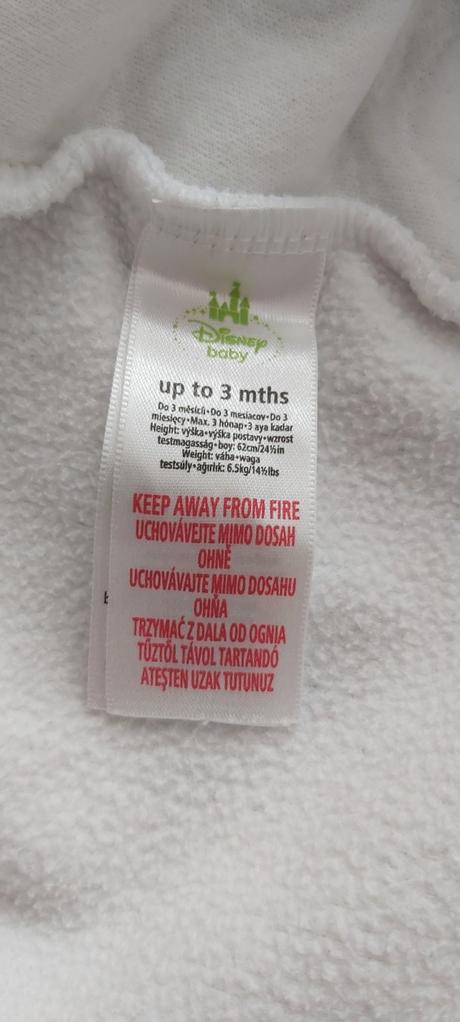 Disney
baby
up to 3 mths
Do 3 měsíců•Do 3 mesiacov•Do 3
miesięcy•Max. 3 hónap•3 aya kadar
Height: výška•výška postavy•wzrost
testmagasság•boy: 62cm/24½in
Weight: váha•waga
testsúly•ağırlık: 6.5kg/14½lbs
KEEP AWAY FROM FIRE
UCHOVÁVEJTE MIMO DOSAH
OHNĚ
UCHOVÁVAJTE MIMO DOSAHU
OHŇA
TRZYMAĆ Z DALA OD OGNIA
TŰZTŐL TÁVOL TARTANDÓ
ATEŞTEN UZAK TUTUNUZ